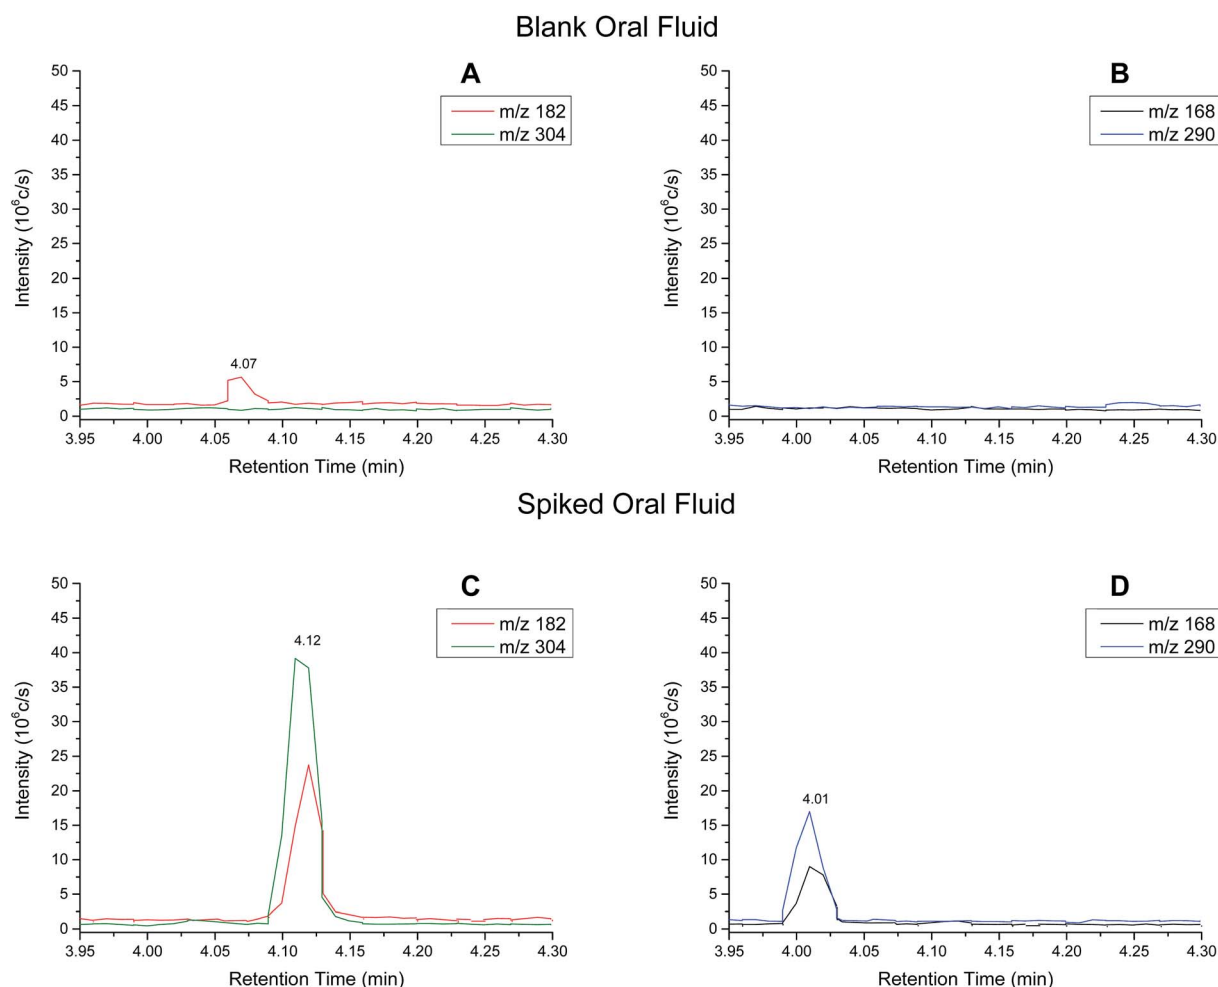 Blank Oral Fluid
A
m/z 182
m/z 304
4.07
50
45
40
35
30
25
20
15
10
5
0
Intensity (10⁶c/s)
3.95 4.00 4.05 4.10 4.15 4.20 4.25 4.30
Retention Time (min)
B
m/z 168
m/z 290
50
45
40
35
30
25
20
15
10
5
0
Intensity (10⁶c/s)
3.95 4.00 4.05 4.10 4.15 4.20 4.25 4.30
Retention Time (min)
Spiked Oral Fluid
C
m/z 182
m/z 304
4.12
50
45
40
35
30
25
20
15
10
5
0
Intensity (10⁶c/s)
3.95 4.00 4.05 4.10 4.15 4.20 4.25 4.30
Retention Time (min)
D
m/z 168
m/z 290
4.01
50
45
40
35
30
25
20
15
10
5
0
Intensity (10⁶c/s)
3.95 4.00 4.05 4.10 4.15 4.20 4.25 4.30
Retention Time (min)